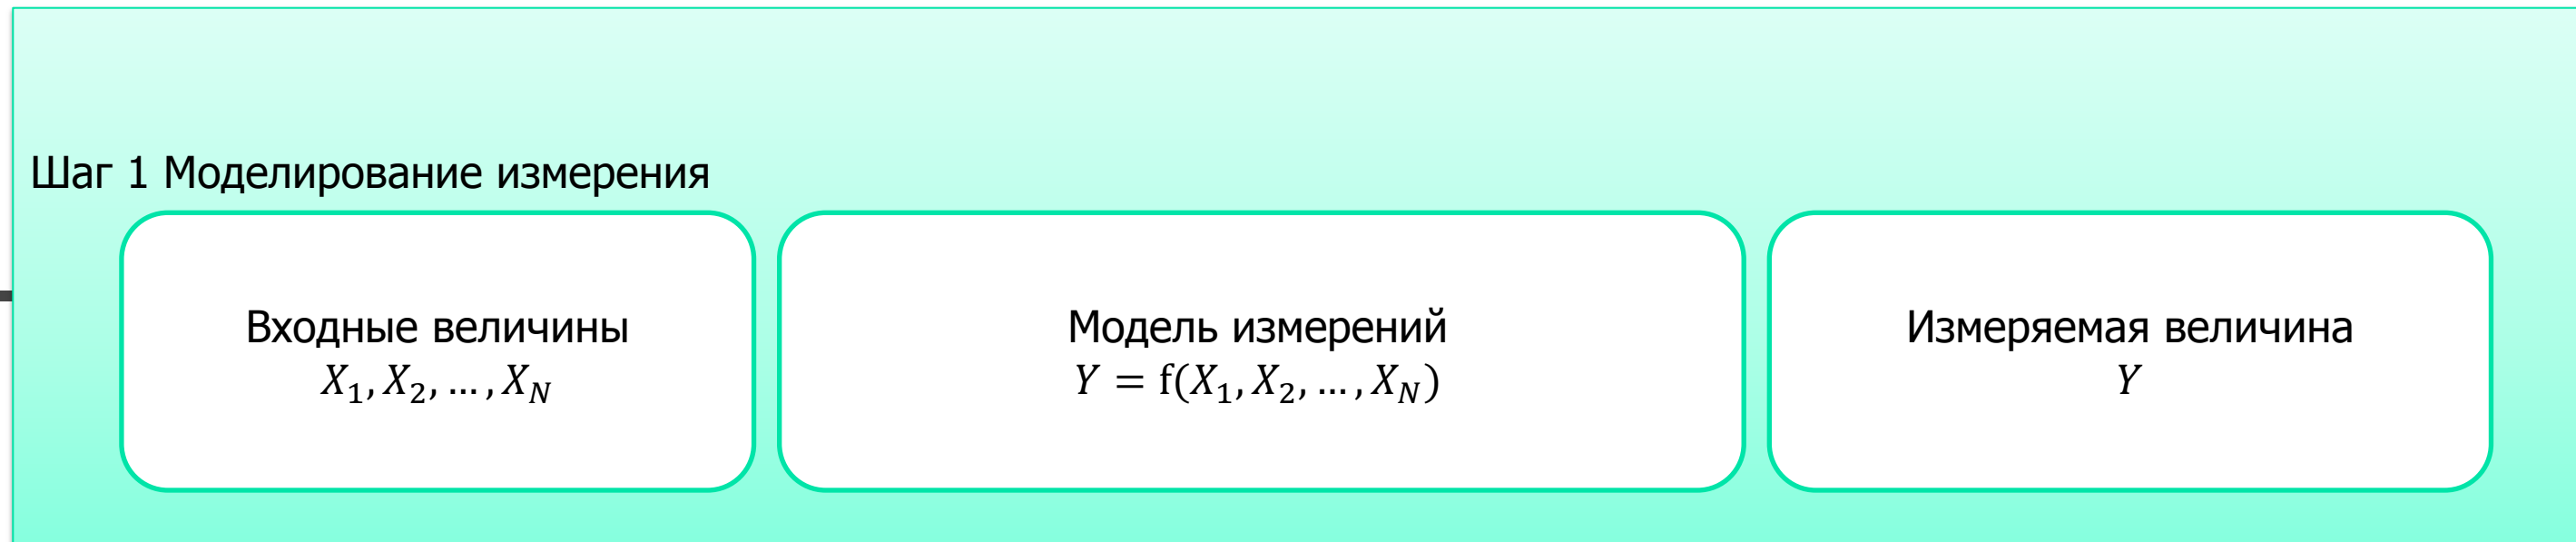 Шаг 1 Моделирование измерения
Входные величины
X₁, X₂, … , X_N
Модель измерений
Y = f(X₁, X₂, … , X_N)
Измеряемая величина
Y